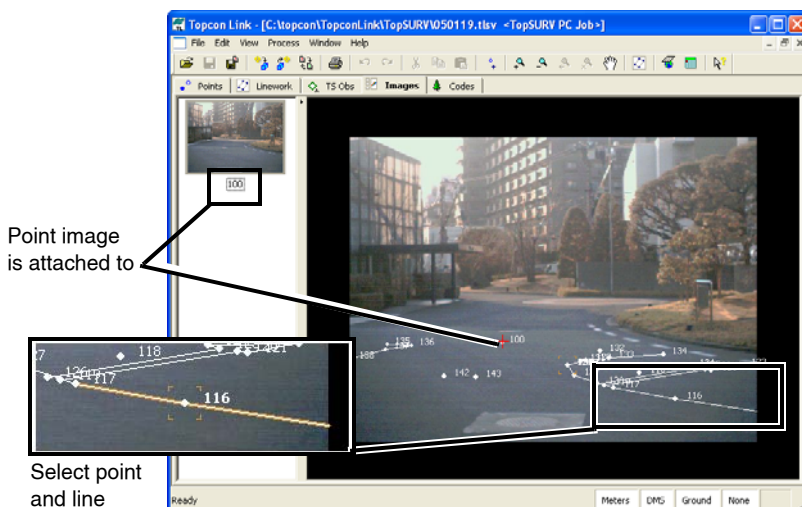 Topcon Link - [C:\topcon\TopconLink\TopSURV\050119.tlsv <TopSURV PC Job>]
File Edit View Process Window Help
Points Linework TS Obs Images Codes
100
Point image
is attached to
100
135 136
132
133 134
142 143
116
118
126
117
116
Select point
and line
Ready Meters DMS Ground None